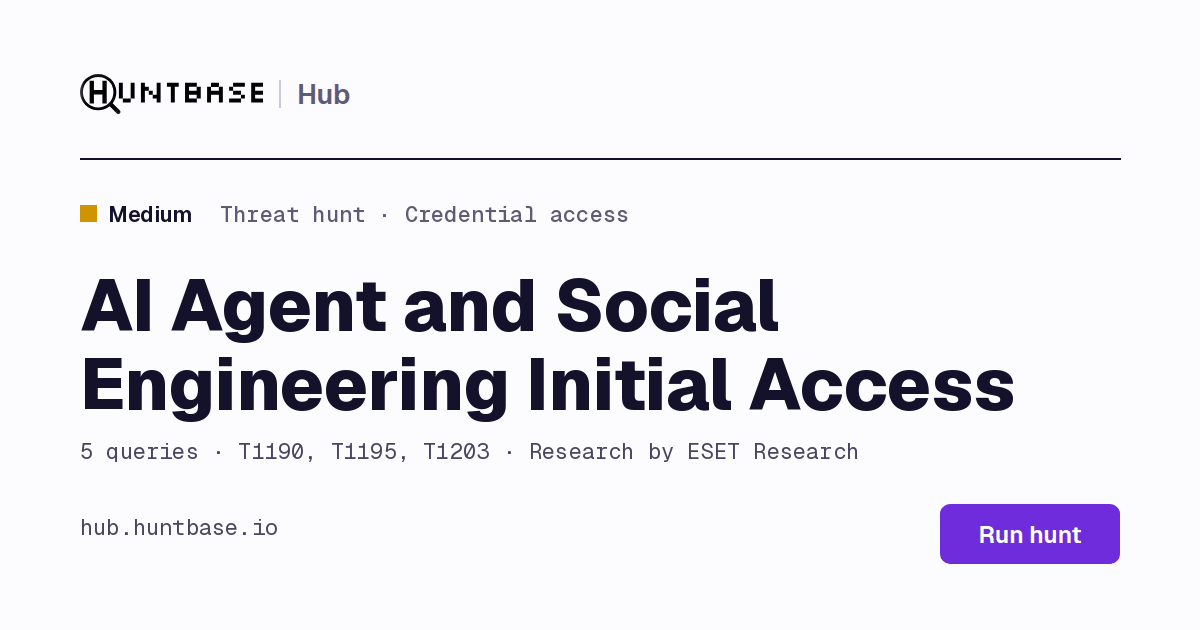 HUNTBASE | Hub
Medium Threat hunt · Credential access
AI Agent and Social
Engineering Initial Access
5 queries · T1190, T1195, T1203 · Research by ESET Research
hub.huntbase.io
Run hunt